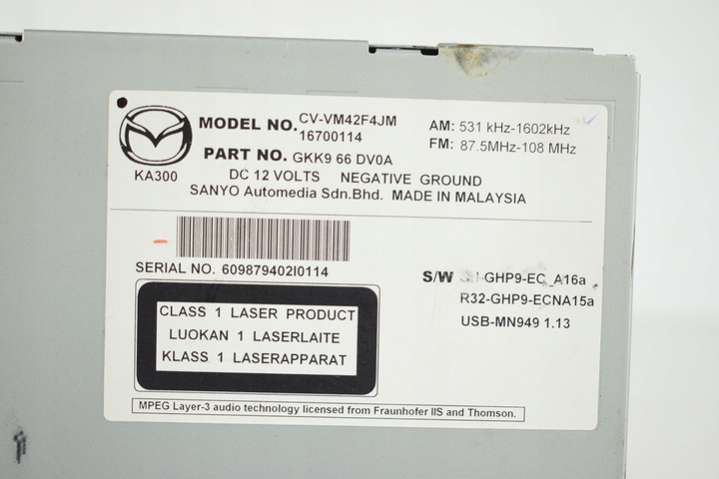 MODEL NO. CV-VM42F4JM
16700114
AM: 531 kHz-1602kHz
FM: 87.5MHz-108 MHz
PART NO. GKK9 66 DV0A
KA300
DC 12 VOLTS NEGATIVE GROUND
SANYO Automedia Sdn.Bhd. MADE IN MALAYSIA
SERIAL NO. 609879402I0114
S/W -GHP9-EC_A16a
R32-GHP9-ECNA15a
USB-MN949 1.13
CLASS 1 LASER PRODUCT
LUOKAN 1 LASERLAITE
KLASS 1 LASERAPPARAT
MPEG Layer-3 audio technology licensed from Fraunhofer IIS and Thomson.